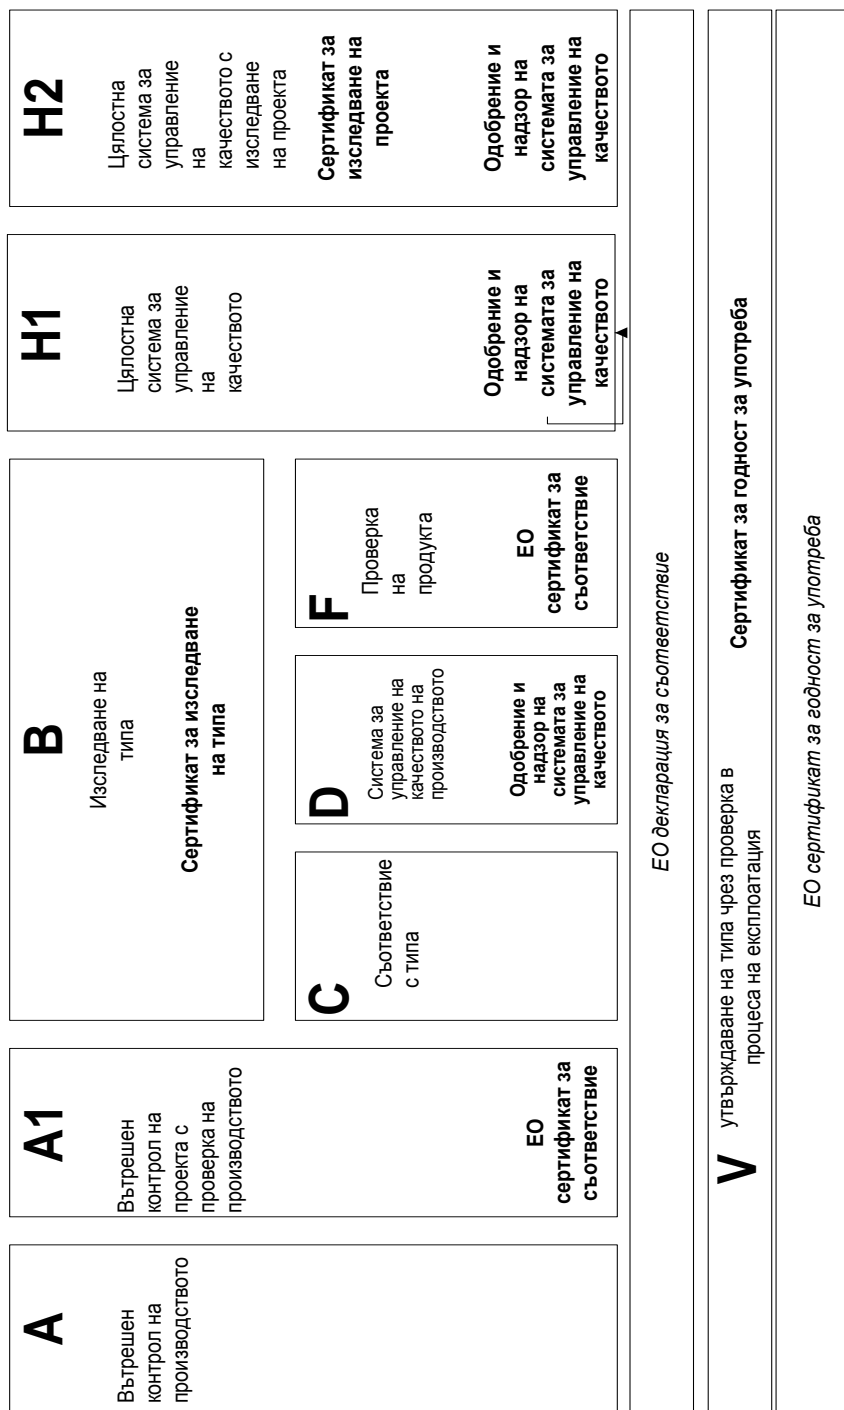 A
Вътрешен
контрол на
производството
A1
Вътрешен
контрол на
проекта с
проверка на
производството
ЕО
сертификат за
съответствие
B
Изследване на
типа
Сертификат за изследване
на типа
C
Съответствие
с типа
D
Система за
управление на
качеството на
производството
Одобрение и
надзор на
системата за
управление на
качеството
F
Проверка
на
продукта
ЕО
сертификат за
съответствие
H1
Цялостна
система за
управление
на
качеството
Одобрение и
надзор на
системата за
управление на
качеството
H2
Цялостна
система за
управление
на
качеството с
изследване
на проекта
Сертификат за
изследване на
проекта
Одобрение и
надзор на
системата за
управление на
качеството
ЕО декларация за съответствие
V
утвърждаване на типа чрез проверка в
процеса на експлоатация
Сертификат за годност за употреба
ЕО сертификат за годност за употреба